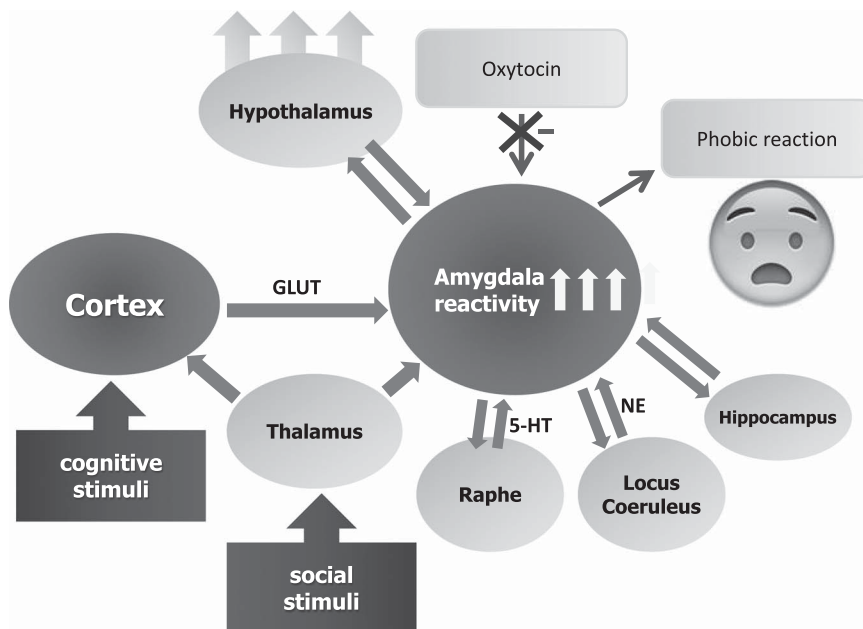 Oxytocin
Hypothalamus
Phobic reaction
–
Amygdala
reactivity
Cortex
GLUT
Thalamus
5-HT
NE
Hippocampus
Raphe
Locus
Coeruleus
cognitive
stimuli
social
stimuli